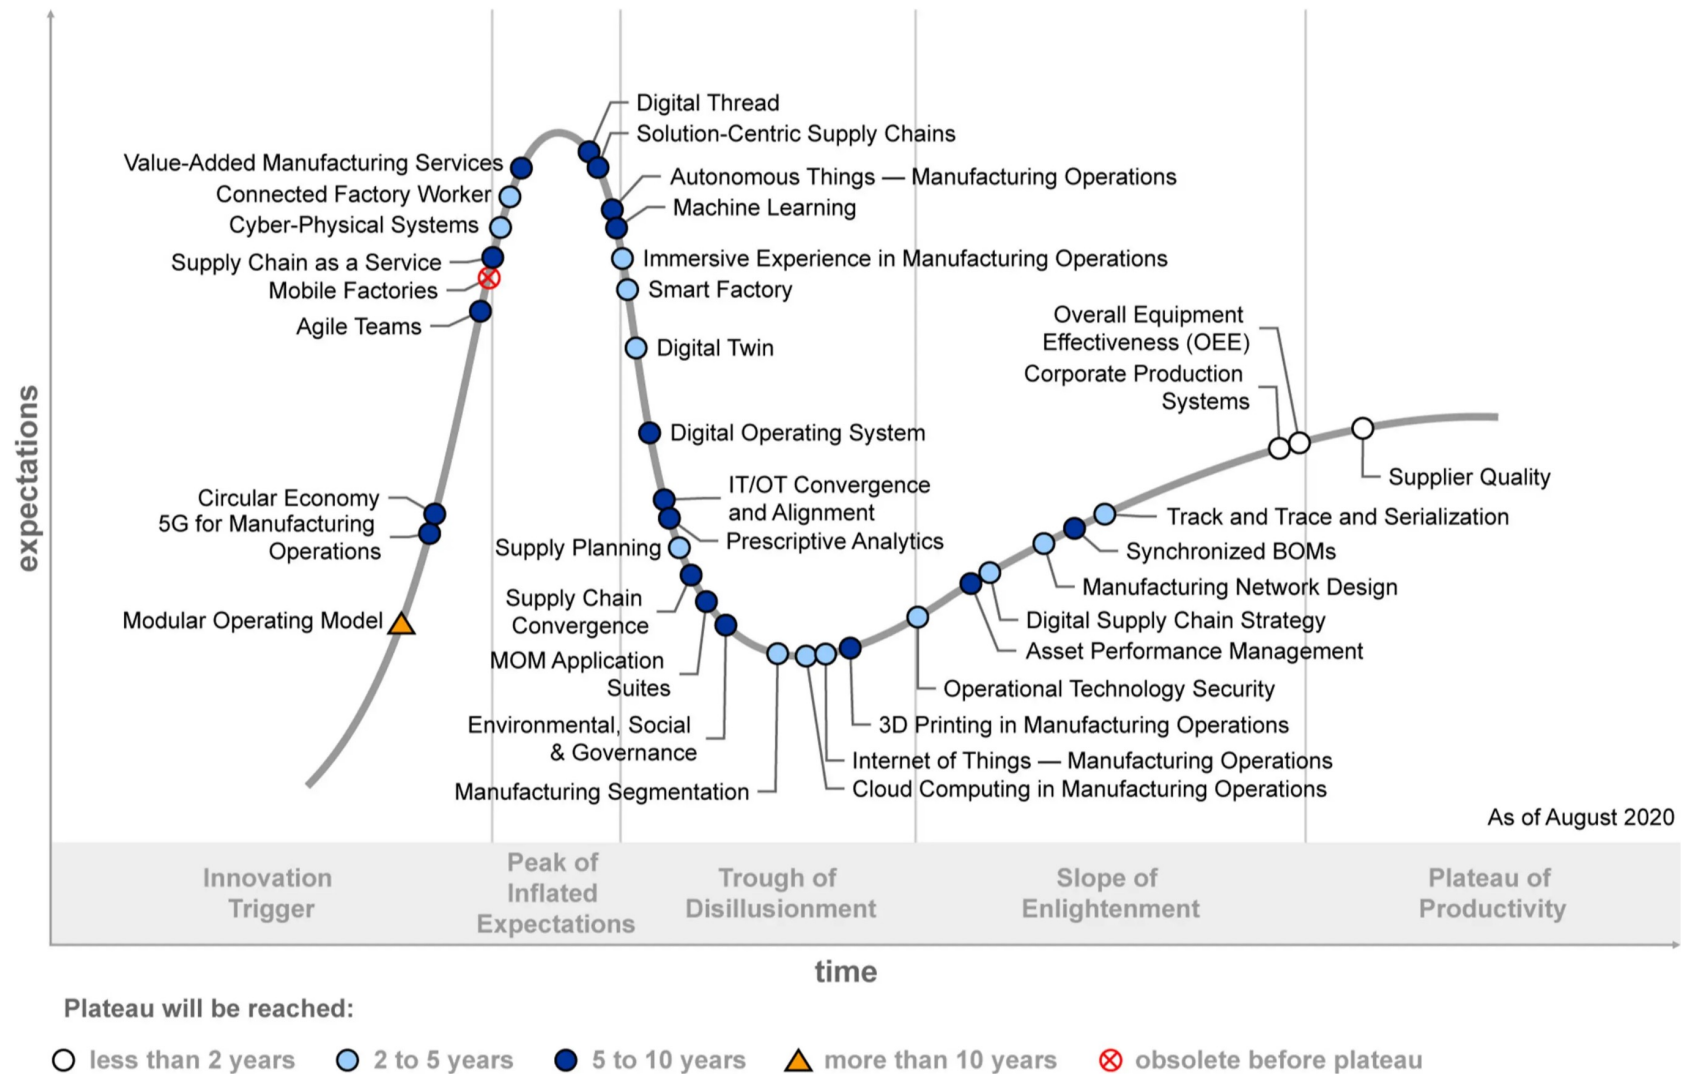 Digital Thread
Solution-Centric Supply Chains
Value-Added Manufacturing Services
Autonomous Things — Manufacturing Operations
Connected Factory Worker
Machine Learning
Cyber-Physical Systems
Supply Chain as a Service
Immersive Experience in Manufacturing Operations
Mobile Factories
Smart Factory
Agile Teams
Digital Twin
Overall Equipment
Effectiveness (OEE)
Corporate Production
Systems
expectations
Digital Operating System
Supplier Quality
Circular Economy
5G for Manufacturing
Operations
IT/OT Convergence
and Alignment
Prescriptive Analytics
Supply Planning
Track and Trace and Serialization
Synchronized BOMs
Manufacturing Network Design
Supply Chain
Convergence
Modular Operating Model
Digital Supply Chain Strategy
Asset Performance Management
MOM Application
Suites
Operational Technology Security
Environmental, Social
& Governance
3D Printing in Manufacturing Operations
Internet of Things — Manufacturing Operations
Manufacturing Segmentation
Cloud Computing in Manufacturing Operations
As of August 2020
Innovation
Trigger
Peak of
Inflated
Expectations
Trough of
Disillusionment
Slope of
Enlightenment
Plateau of
Productivity
time
Plateau will be reached:
less than 2 years
2 to 5 years
5 to 10 years
more than 10 years
obsolete before plateau